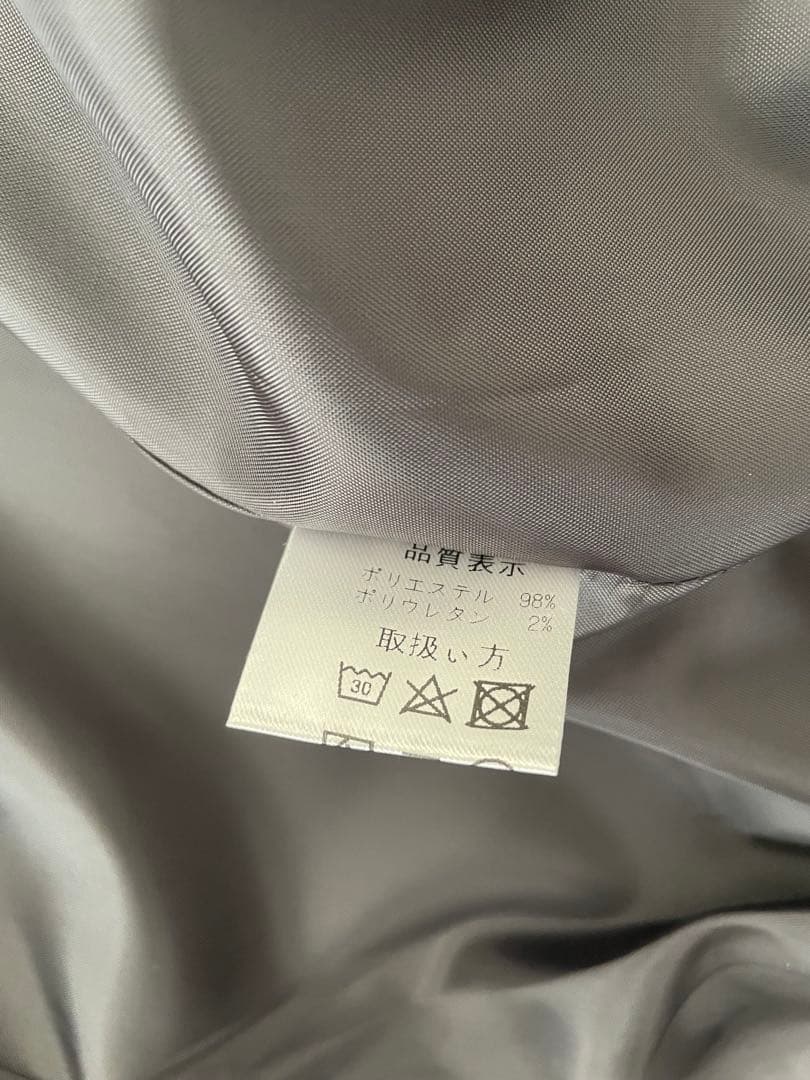 品質表示
ポリエステル 98%
ポリウレタン 2%
取扱い方
30